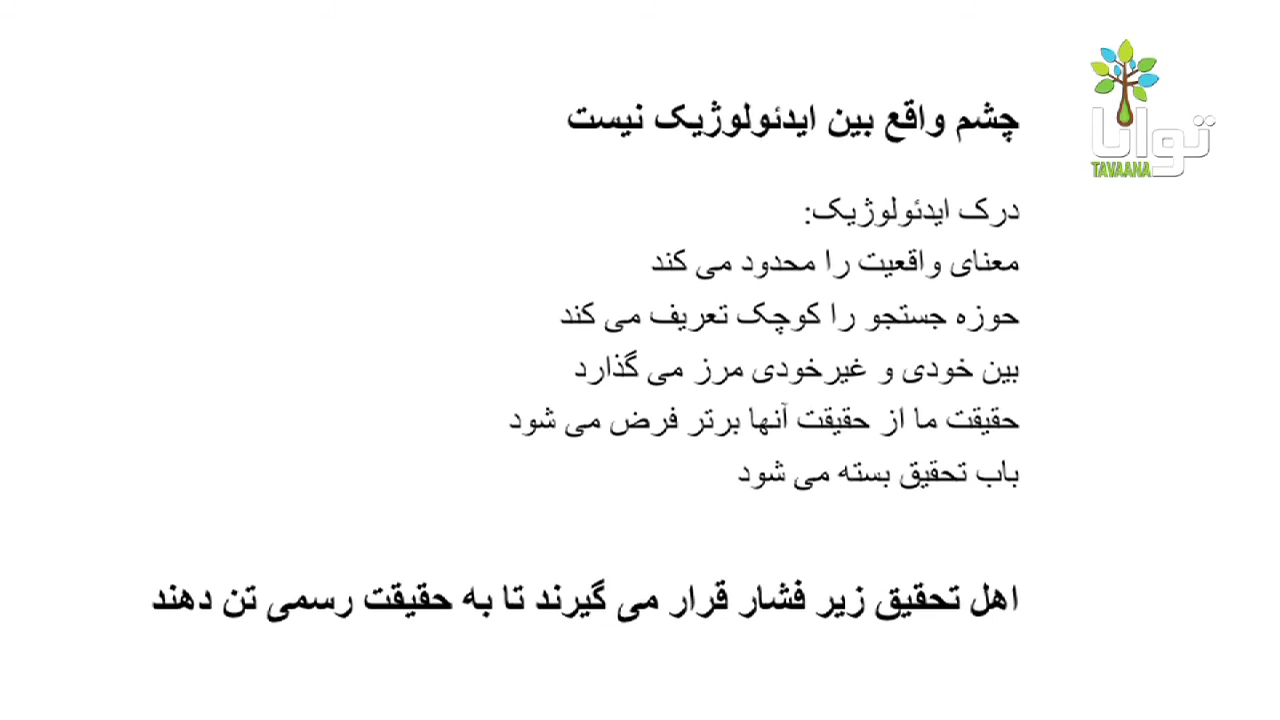 توانا
TAVAANA
چشم واقع بین ایدئولوژیک نیست
درک ایدئولوژیک:
معنای واقعیت را محدود می کند
حوزه جستجو را کوچک تعریف می کند
بین خودی و غیرخودی مرز می گذارد
حقیقت ما از حقیقت آنها برتر فرض می شود
باب تحقیق بسته می شود
اهل تحقیق زیر فشار قرار می گیرند تا به حقیقت رسمی تن دهند